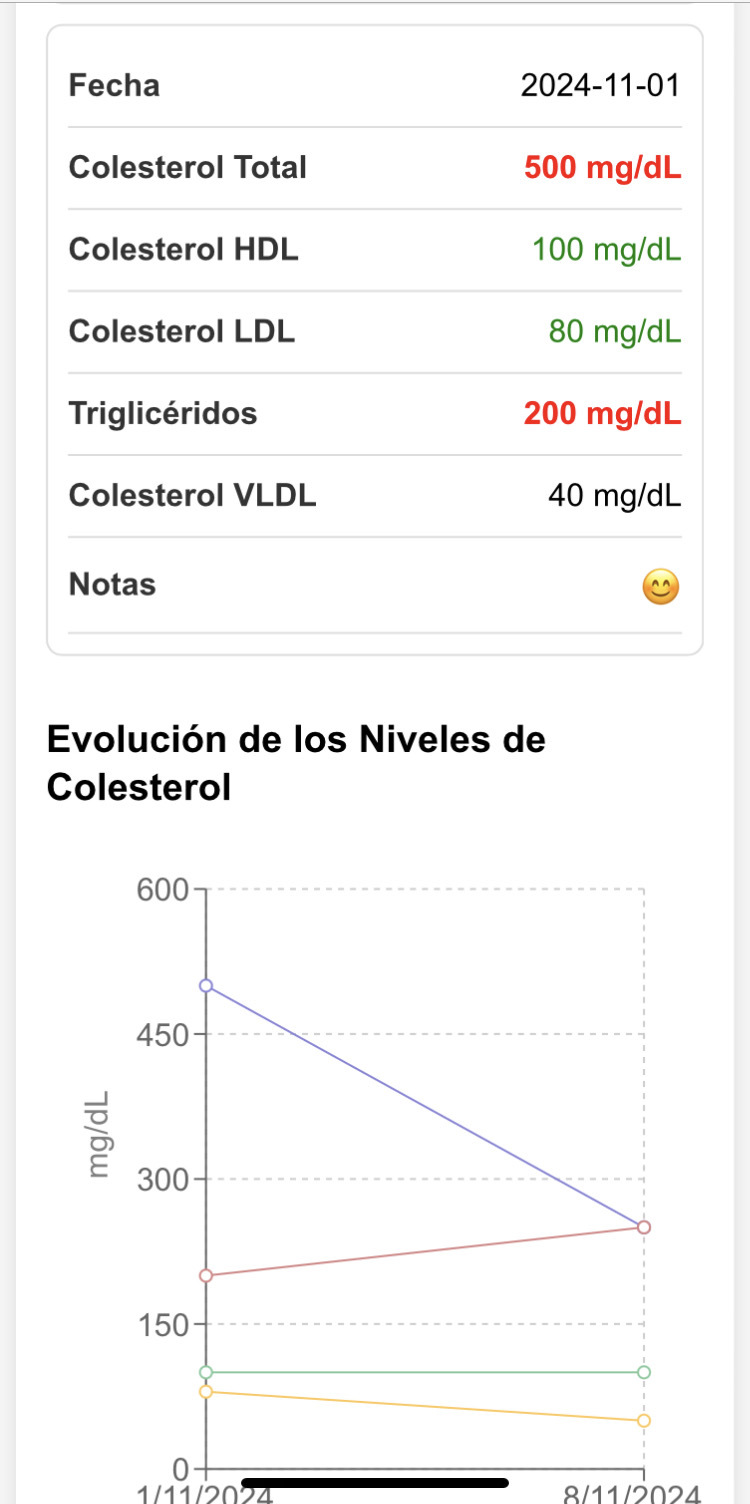 Fecha 2024-11-01
Colesterol Total 500 mg/dL
Colesterol HDL 100 mg/dL
Colesterol LDL 80 mg/dL
Triglicéridos 200 mg/dL
Colesterol VLDL 40 mg/dL
Notas 😊
Evolución de los Niveles de
Colesterol
600
450
mg/dL
300
150
0
1/11/2024 8/11/2024